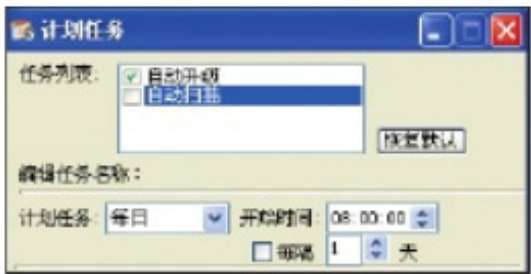 计划任务
任务列表:
自动升级
自动扫描
恢复默认
编辑任务名称:
计划任务: 每日 开始时间: 08:00:00
每隔 1 天